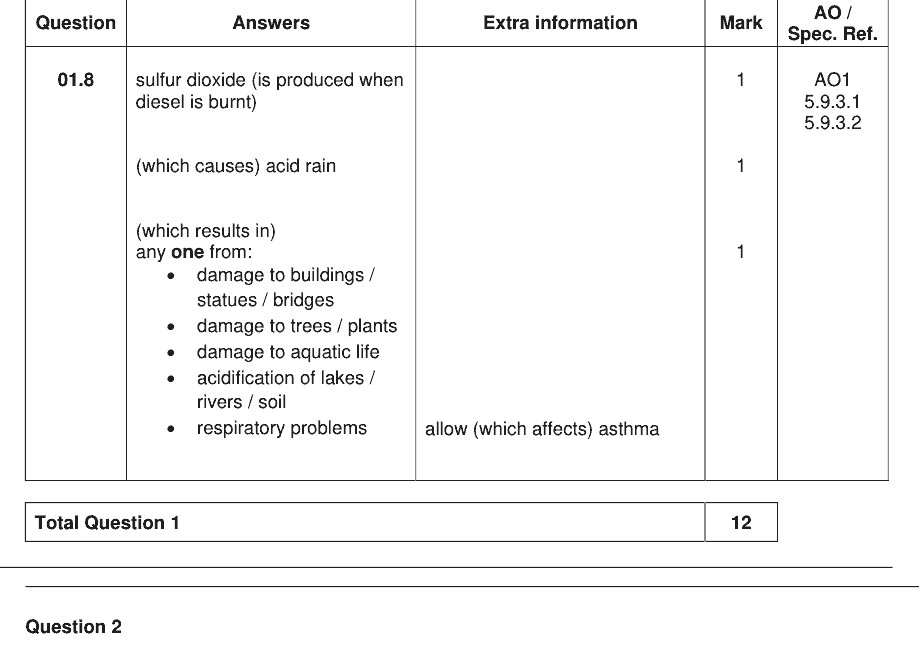 Question Answers Extra information Mark AO /
Spec. Ref.
01.8 sulfur dioxide (is produced when 1 AO1
diesel is burnt) 5.9.3.1
5.9.3.2
(which causes) acid rain 1
(which results in)
any one from: 1
• damage to buildings /
statues / bridges
• damage to trees / plants
• damage to aquatic life
• acidification of lakes /
rivers / soil
• respiratory problems allow (which affects) asthma
Total Question 1 12
Question 2